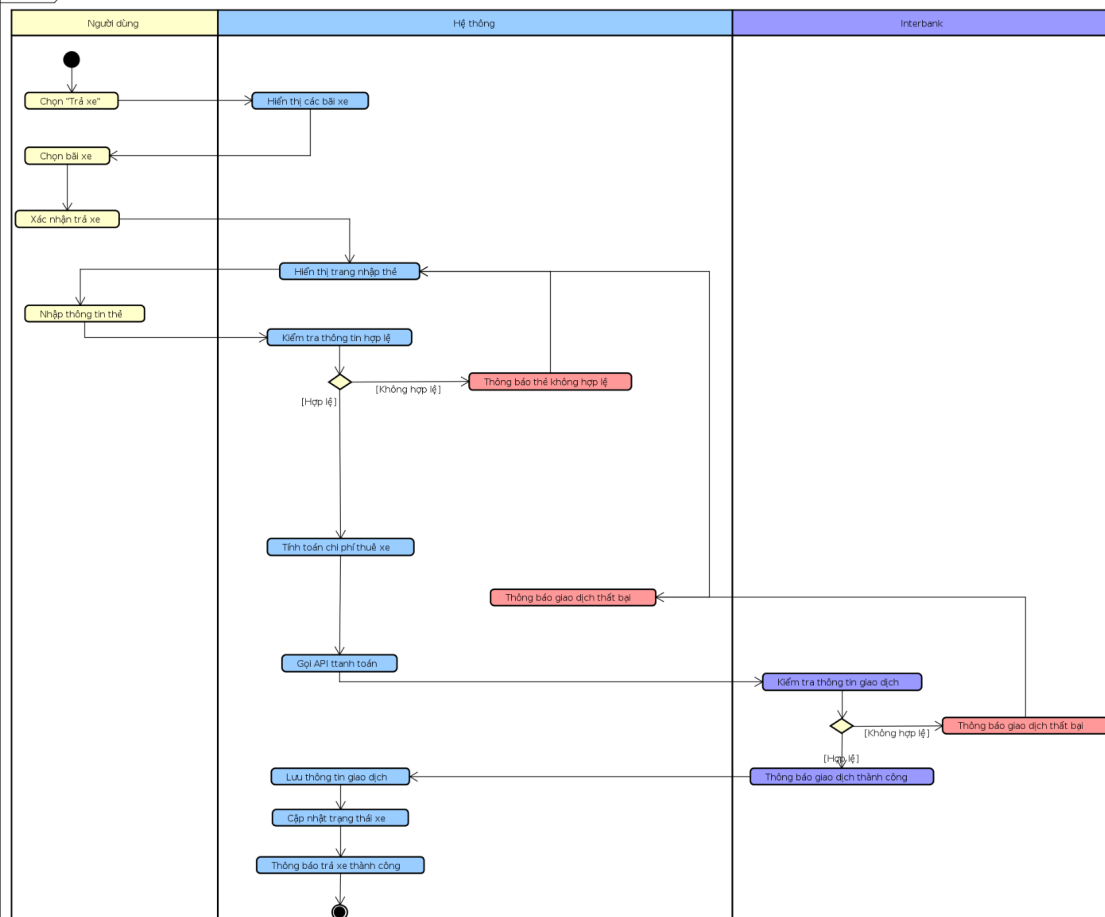 Người dùng
Hệ thống
Interbank
Chọn "Trả xe"
Hiển thị các bãi xe
Chọn bãi xe
Xác nhận trả xe
Hiển thị trang nhập thẻ
Nhập thông tin thẻ
Kiểm tra thông tin hợp lệ
Thông báo thẻ không hợp lệ
[Không hợp lệ]
[Hợp lệ]
Tính toán chi phí thuê xe
Thông báo giao dịch thất bại
Gọi API ttanh toán
Kiểm tra thông tin giao dịch
Thông báo giao dịch thất bại
[Không hợp lệ]
[Hợp lệ]
Lưu thông tin giao dịch
Thông báo giao dịch thành công
Cập nhật trạng thái xe
Thông báo trả xe thành công